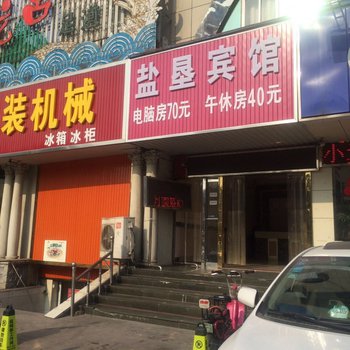 装机械
冰箱 冰柜
盐垦宾馆
电脑房70元 午休房40元
小